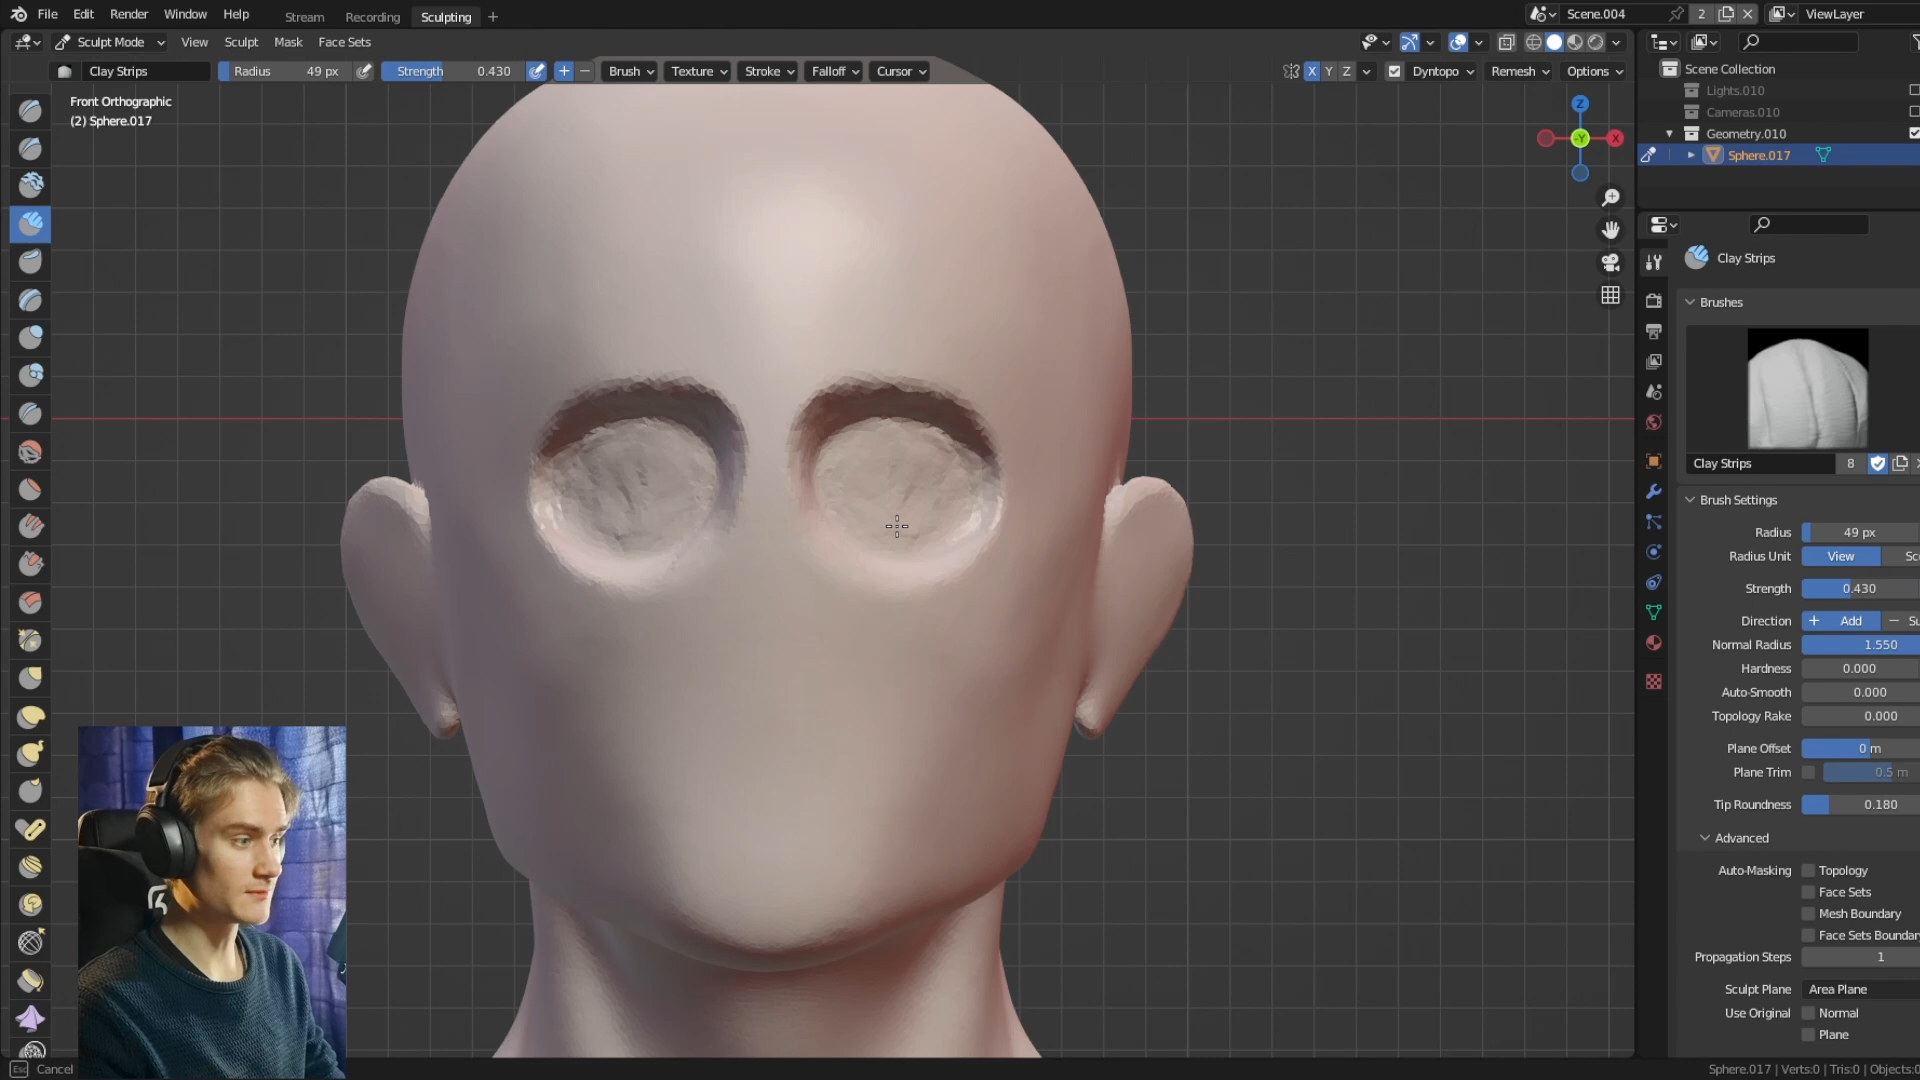 File Edit Render Window Help Stream Recording Sculpting Scene.004 2 ViewLayer
Sculpt Mode View Sculpt Mask Face Sets
Clay Strips Radius 49 px Strength 0.430 Brush Texture Stroke Falloff Cursor X Y Z Dyntopo Remesh Options
Front Orthographic
(2) Sphere.017
Z
-Y X
Scene Collection
Lights.010
Cameras.010
Geometry.010
Sphere.017
Clay Strips
Brushes
Clay Strips 8
Brush Settings
Radius 49 px
Radius Unit View Sc
Strength 0.430
Direction + Add − Su
Normal Radius 1.550
Hardness 0.000
Auto-Smooth 0.000
Topology Rake 0.000
Plane Offset 0 m
Plane Trim 0.5 m
Tip Roundness 0.180
Advanced
Auto-Masking Topology
Face Sets
Mesh Boundary
Face Sets Boundary
Propagation Steps 1
Sculpt Plane Area Plane
Use Original Normal
Plane
Esc Cancel
Sphere.017 | Verts:0 | Tris:0 | Objects:0